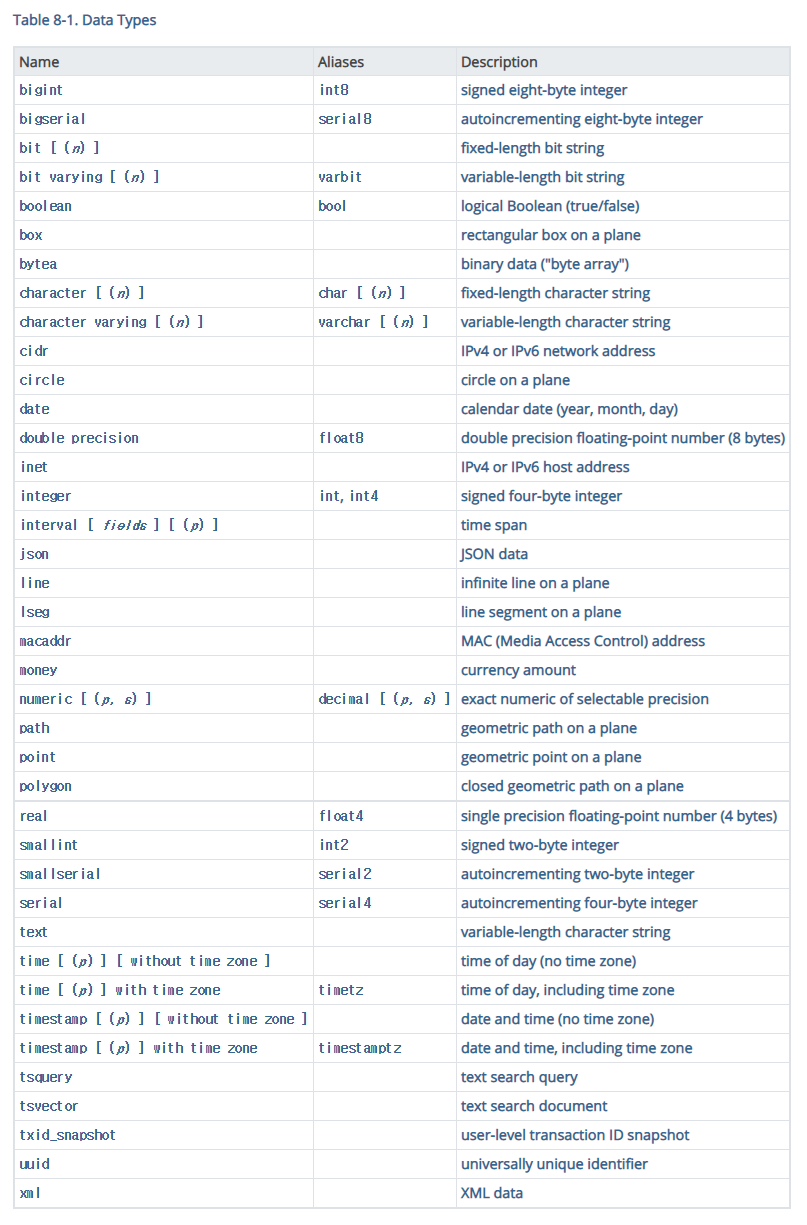 Table 8-1. Data Types
Name Aliases Description
bigint int8 signed eight-byte integer
bigserial serial8 autoincrementing eight-byte integer
bit [ (n) ] fixed-length bit string
bit varying [ (n) ] varbit variable-length bit string
boolean bool logical Boolean (true/false)
box rectangular box on a plane
bytea binary data ("byte array")
character [ (n) ] char [ (n) ] fixed-length character string
character varying [ (n) ] varchar [ (n) ] variable-length character string
cidr IPv4 or IPv6 network address
circle circle on a plane
date calendar date (year, month, day)
double precision float8 double precision floating-point number (8 bytes)
inet IPv4 or IPv6 host address
integer int, int4 signed four-byte integer
interval [ fields ] [ (p) ] time span
json JSON data
line infinite line on a plane
lseg line segment on a plane
macaddr MAC (Media Access Control) address
money currency amount
numeric [ (p, s) ] decimal [ (p, s) ] exact numeric of selectable precision
path geometric path on a plane
point geometric point on a plane
polygon closed geometric path on a plane
real float4 single precision floating-point number (4 bytes)
smallint int2 signed two-byte integer
smallserial serial2 autoincrementing two-byte integer
serial serial4 autoincrementing four-byte integer
text variable-length character string
time [ (p) ] [ without time zone ] time of day (no time zone)
time [ (p) ] with time zone timetz time of day, including time zone
timestamp [ (p) ] [ without time zone ] date and time (no time zone)
timestamp [ (p) ] with time zone timestamptz date and time, including time zone
tsquery text search query
tsvector text search document
txid_snapshot user-level transaction ID snapshot
uuid universally unique identifier
xml XML data